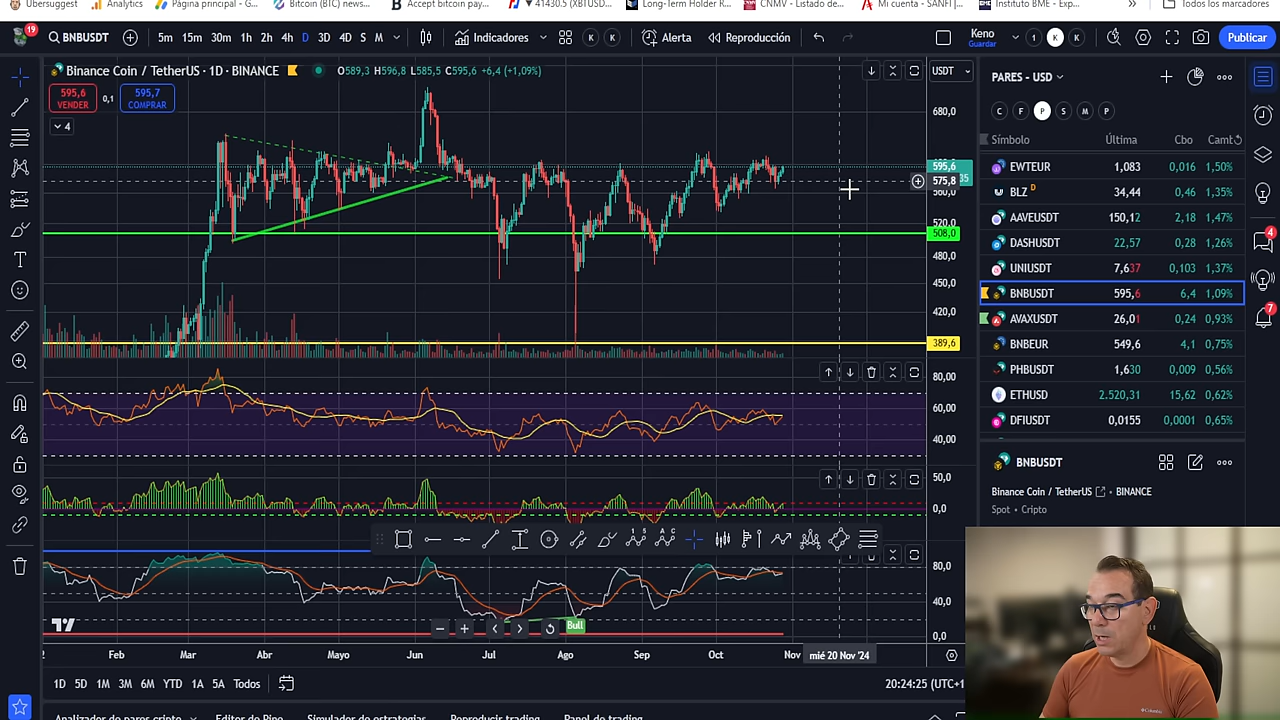 Ubersuggest Analytics Página principal - G... Bitcoin (BTC) news... Accept bitcoin pay... ▼ 41430.5 (XBTUSD... Long-Term Holder R... CNMV - Listado de... Mi cuenta - SANFI |... Instituto BME - Exp... » Todos los marcadores
19 BNBUSDT 5m 15m 30m 1h 2h 4h D 3D 4D S M Indicadores K K Alerta Reproducción Keno Guardar 1 K K Publicar
Binance Coin / TetherUS · 1D · BINANCE O589,3 H596,8 L585,5 C595,6 +6,4 (+1,09%) USDT
595,6 VENDER 0,1 595,7 COMPRAR
4
680,0
595,6
575,8
560,0
520,0
508,0
480,0
450,0
420,0
389,6
80,00
60,00
40,00
50,0
0,0
80,0
40,0
0,0
Bull
Feb Mar Abr Mayo Jun Jul Ago Sep Oct Nov mié 20 Nov '24
1D 5D 1M 3M 6M YTD 1A 5A Todos 20:24:25 (UTC+1
Analizador de pares cripto Editor de Pine Simulador de estrategias Reproducir trading Panel de trading
PARES - USD
C F P S M P
Símbolo Última Cbo Camt
EWTEUR 1,083 0,016 1,50%
BLZ D 34,44 0,46 1,35%
AAVEUSDT 150,12 2,18 1,47%
DASHUSDT 22,57 0,28 1,26%
UNIUSDT 7,637 0,103 1,37%
BNBUSDT 595,6 6,4 1,09%
AVAXUSDT 26,01 0,24 0,93%
BNBEUR 549,6 4,1 0,75%
PHBUSDT 1,630 0,009 0,56%
ETHUSD 2.520,31 15,62 0,62%
DFIUSDT 0,0155 0,0001 0,65%
BNBUSDT
Binance Coin / TetherUS • BINANCE
Spot • Cripto
4
7
Columbia